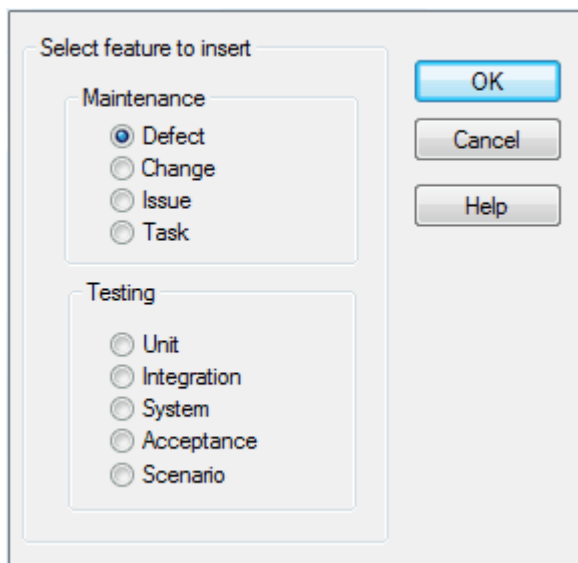 Select feature to insert
Maintenance
Defect
Change
Issue
Task
Testing
Unit
Integration
System
Acceptance
Scenario
OK
Cancel
Help